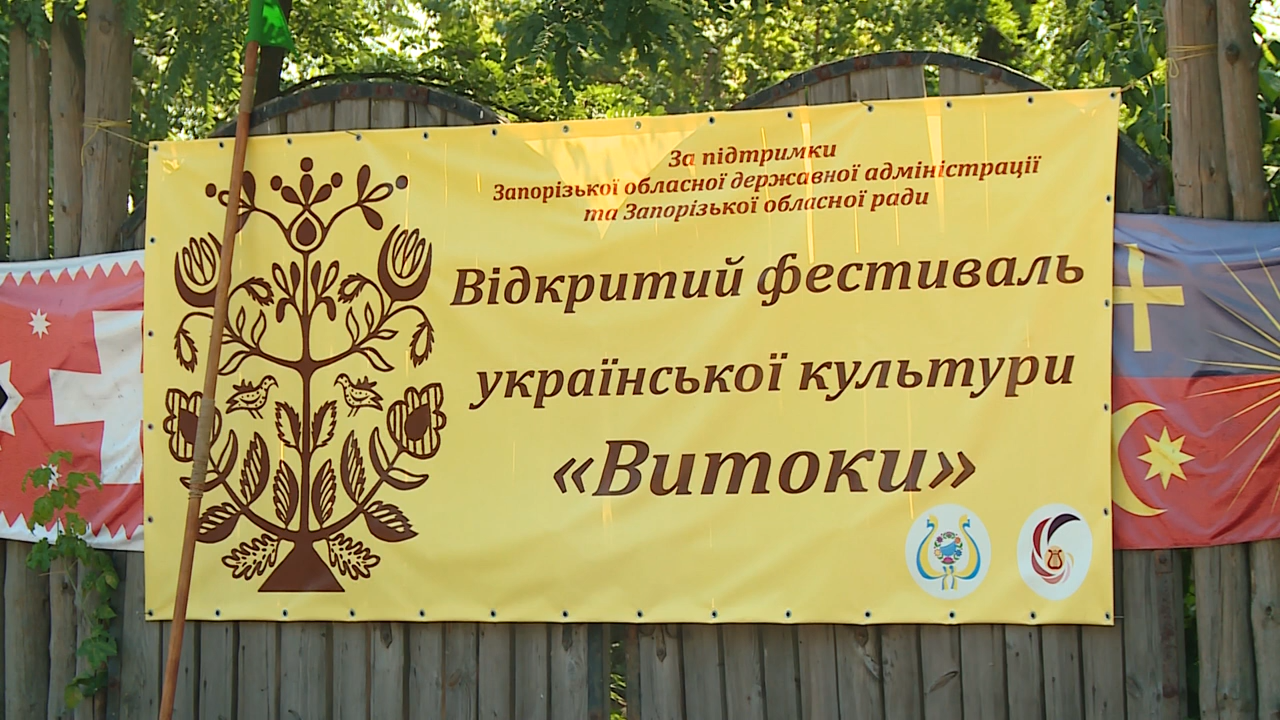 За підтримки
Запорізької обласної державної адміністрації
та Запорізької обласної ради
Відкритий фестиваль
української культури
«Витоки»